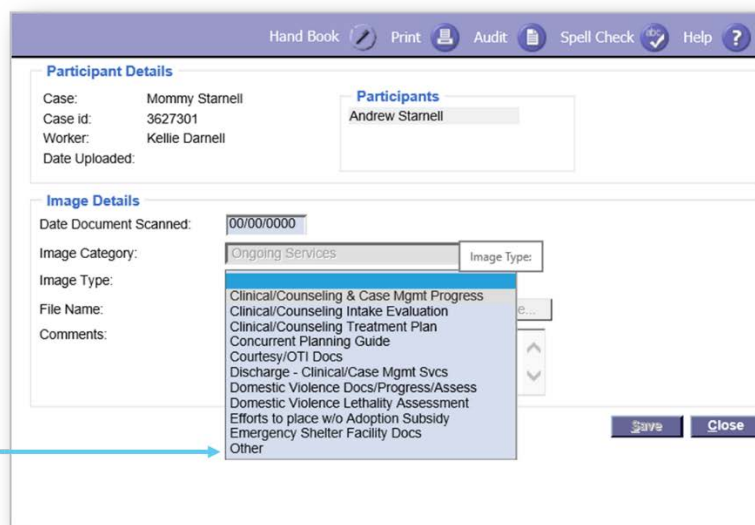 Hand Book Print Audit Spell Check abc Help ?
Participant Details
Case: Mommy Starnell
Case id: 3627301
Worker: Kellie Darnell
Date Uploaded:
Participants
Andrew Starnell
Image Details
Date Document Scanned: 00/00/0000
Image Category: Ongoing Services
Image Type:
Image Type:
Clinical/Counseling & Case Mgmt Progress
Clinical/Counseling Intake Evaluation
Clinical/Counseling Treatment Plan
Concurrent Planning Guide
Courtesy/OTI Docs
Discharge - Clinical/Case Mgmt Svcs
Domestic Violence Docs/Progress/Assess
Domestic Violence Lethality Assessment
Efforts to place w/o Adoption Subsidy
Emergency Shelter Facility Docs
Other
File Name: e...
Comments:
Save Close